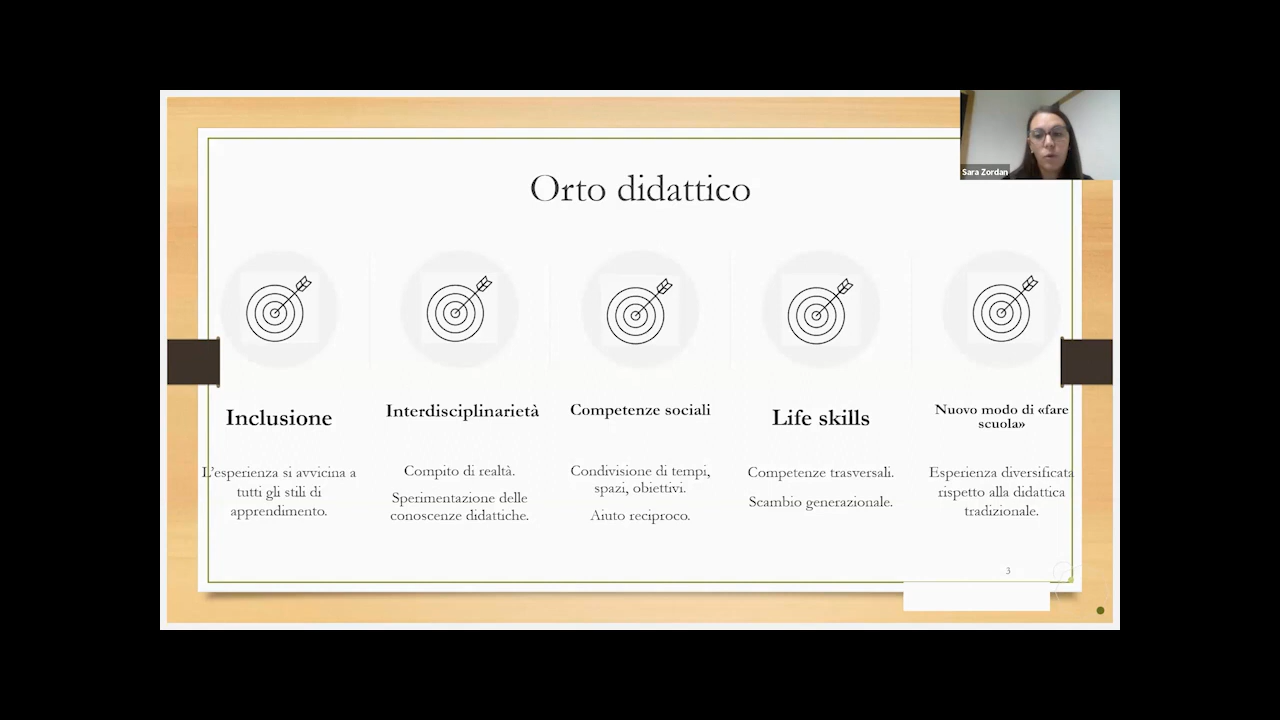 Sara Zordan
Orto didattico
Inclusione
L'esperienza si avvicina a
tutti gli stili di
apprendimento.
Interdisciplinarietà
Compito di realtà.
Sperimentazione delle
conoscenze didattiche.
Competenze sociali
Condivisione di tempi,
spazi, obiettivi.
Aiuto reciproco.
Life skills
Competenze trasversali.
Scambio generazionale.
Nuovo modo di «fare
scuola»
Esperienza diversificata
rispetto alla didattica
tradizionale.
3